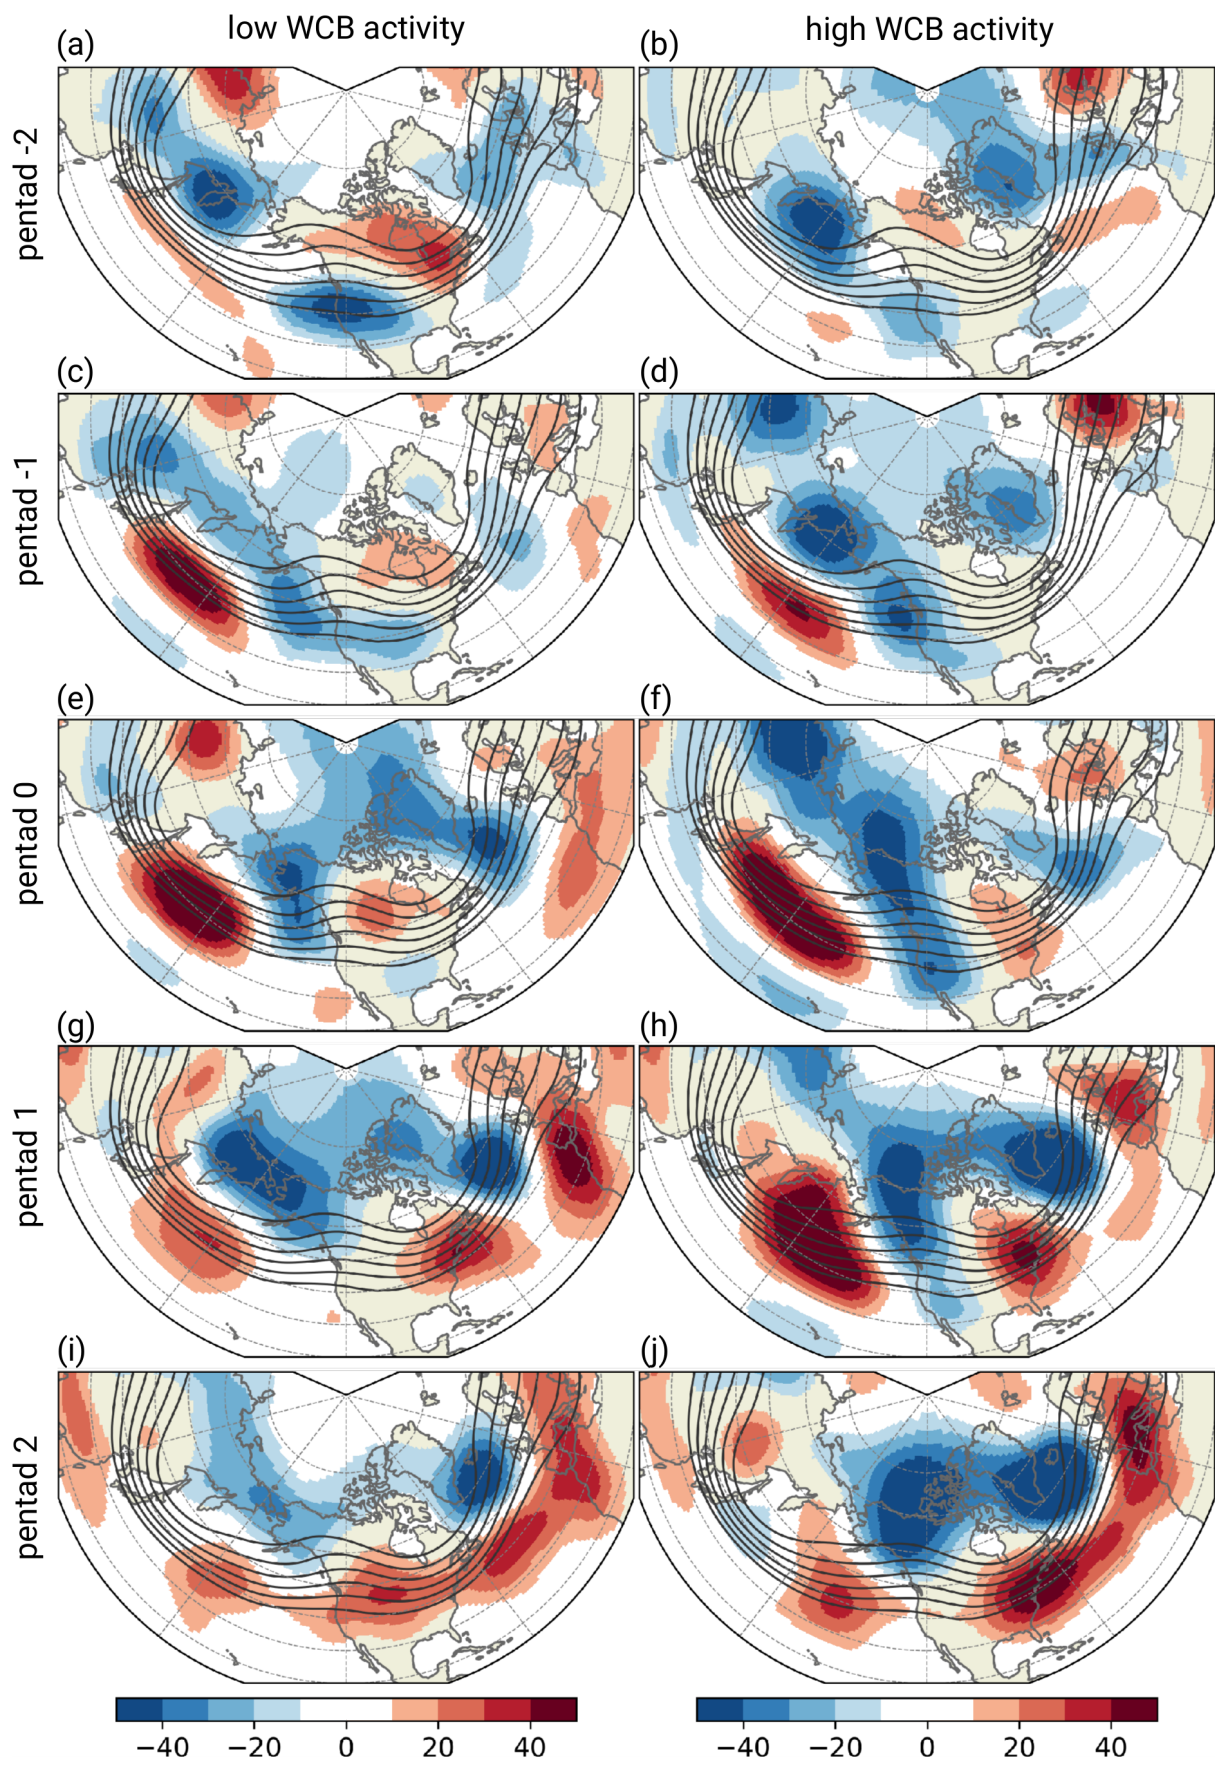 low WCB activity
high WCB activity
(a)
(b)
pentad -2
(c)
(d)
pentad -1
(e)
(f)
pentad 0
(g)
(h)
pentad 1
(i)
(j)
pentad 2
−40 −20 0 20 40
−40 −20 0 20 40